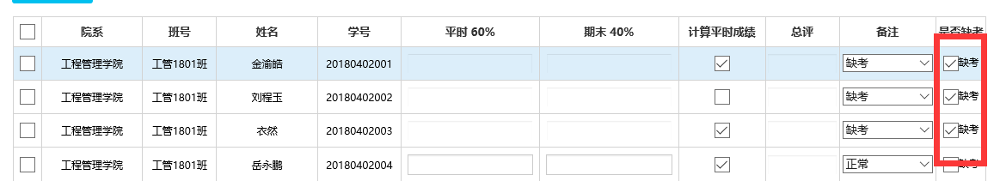 院系 班号 姓名 学号 平时 60% 期末 40% 计算平时成绩 总评 备注 是否缺考
工程管理学院 工管1801班 金渝皓 20180402001 缺考 缺考
工程管理学院 工管1801班 刘程玉 20180402002 缺考 缺考
工程管理学院 工管1801班 衣然 20180402003 缺考 缺考
工程管理学院 工管1801班 岳永鹏 20180402004 正常 缺考